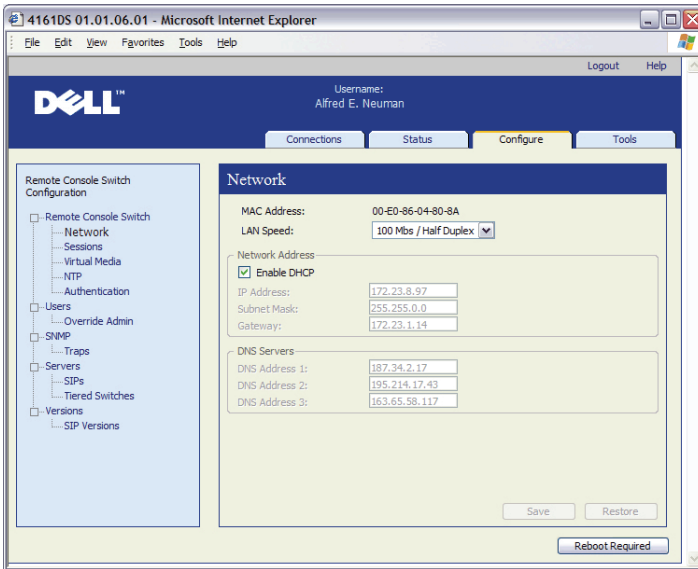 4161DS 01.01.06.01 - Microsoft Internet Explorer
File Edit View Favorites Tools Help
Logout Help
DELL™
Username:
Alfred E. Neuman
Connections Status Configure Tools
Remote Console Switch
Configuration
Remote Console Switch
Network
Sessions
Virtual Media
NTP
Authentication
Users
Override Admin
SNMP
Traps
Servers
SIPs
Tiered Switches
Versions
SIP Versions
Network
MAC Address: 00-E0-86-04-80-8A
LAN Speed: 100 Mbs / Half Duplex
Network Address
Enable DHCP
IP Address: 172.23.8.97
Subnet Mask: 255.255.0.0
Gateway: 172.23.1.14
DNS Servers
DNS Address 1: 187.34.2.17
DNS Address 2: 195.214.17.43
DNS Address 3: 163.65.58.117
Save Restore
Reboot Required